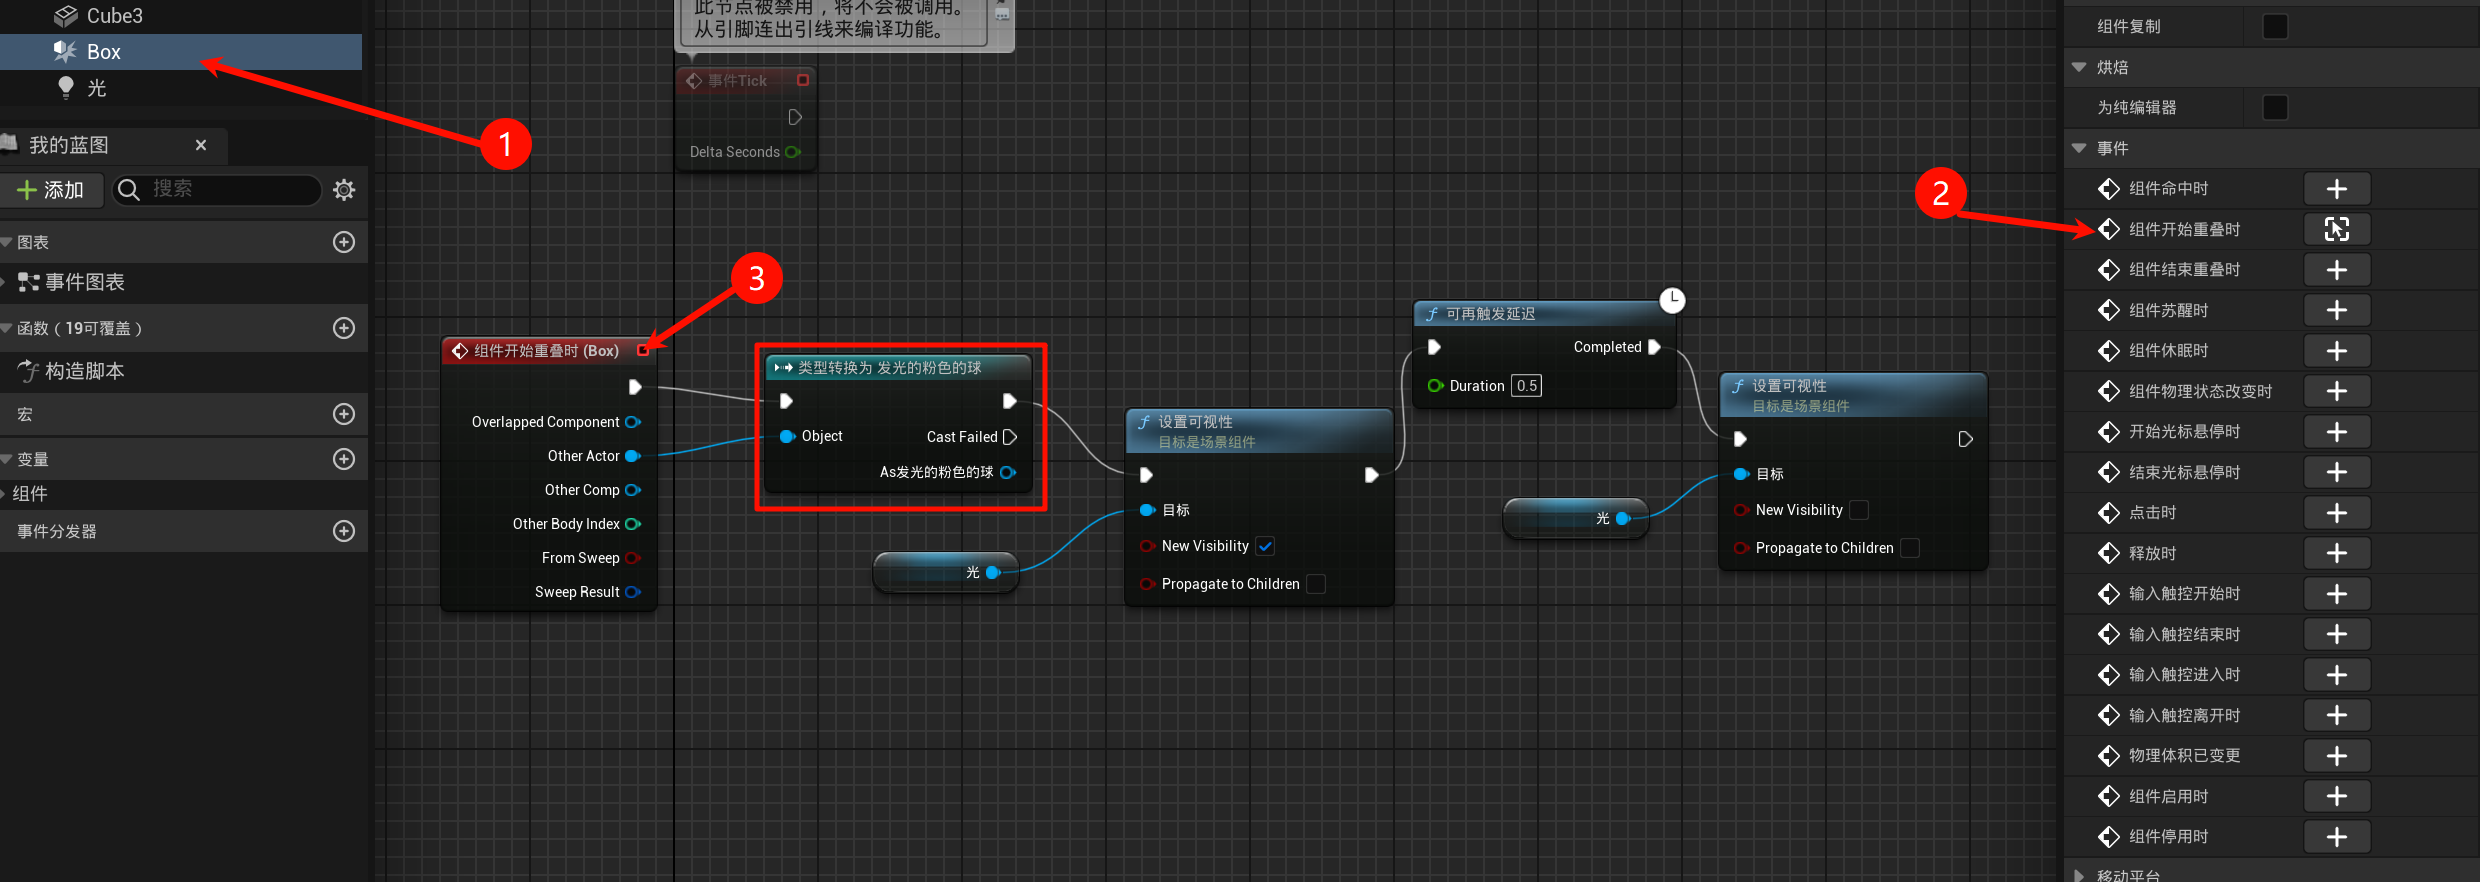 Cube3
Box
光
1
我的蓝图
添加
搜索
图表
事件图表
函数（19可覆盖）
构造脚本
宏
变量
组件
事件分发器
此节点被禁用，将不会被调用。
从引脚连出引线来编译功能。
事件Tick
Delta Seconds
3
组件开始重叠时 (Box)
Overlapped Component
Other Actor
Other Comp
Other Body Index
From Sweep
Sweep Result
类型转换为 发光的粉色的球
Object
Cast Failed
As发光的粉色的球
光
设置可视性
目标是场景组件
目标
New Visibility
Propagate to Children
可再触发延迟
Completed
Duration 0.5
光
设置可视性
目标是场景组件
目标
New Visibility
Propagate to Children
2
组件复制
烘焙
为纯编辑器
事件
组件命中时
组件开始重叠时
组件结束重叠时
组件苏醒时
组件休眠时
组件物理状态改变时
开始光标悬停时
结束光标悬停时
点击时
释放时
输入触控开始时
输入触控结束时
输入触控进入时
输入触控离开时
物理体积已变更
组件启用时
组件停用时
移动平台